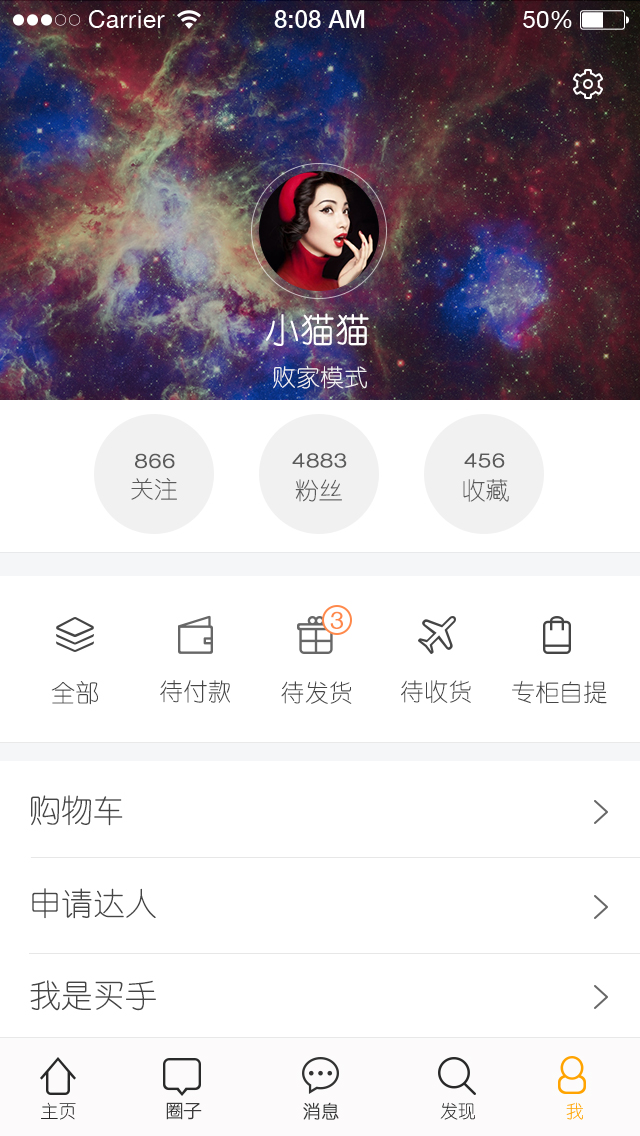 Carrier 8:08 AM 50%
小猫猫
败家模式
866 4883 456
关注 粉丝 收藏
3
全部 待付款 待发货 待收货 专柜自提
购物车
申请达人
我是买手
主页 圈子 消息 发现 我